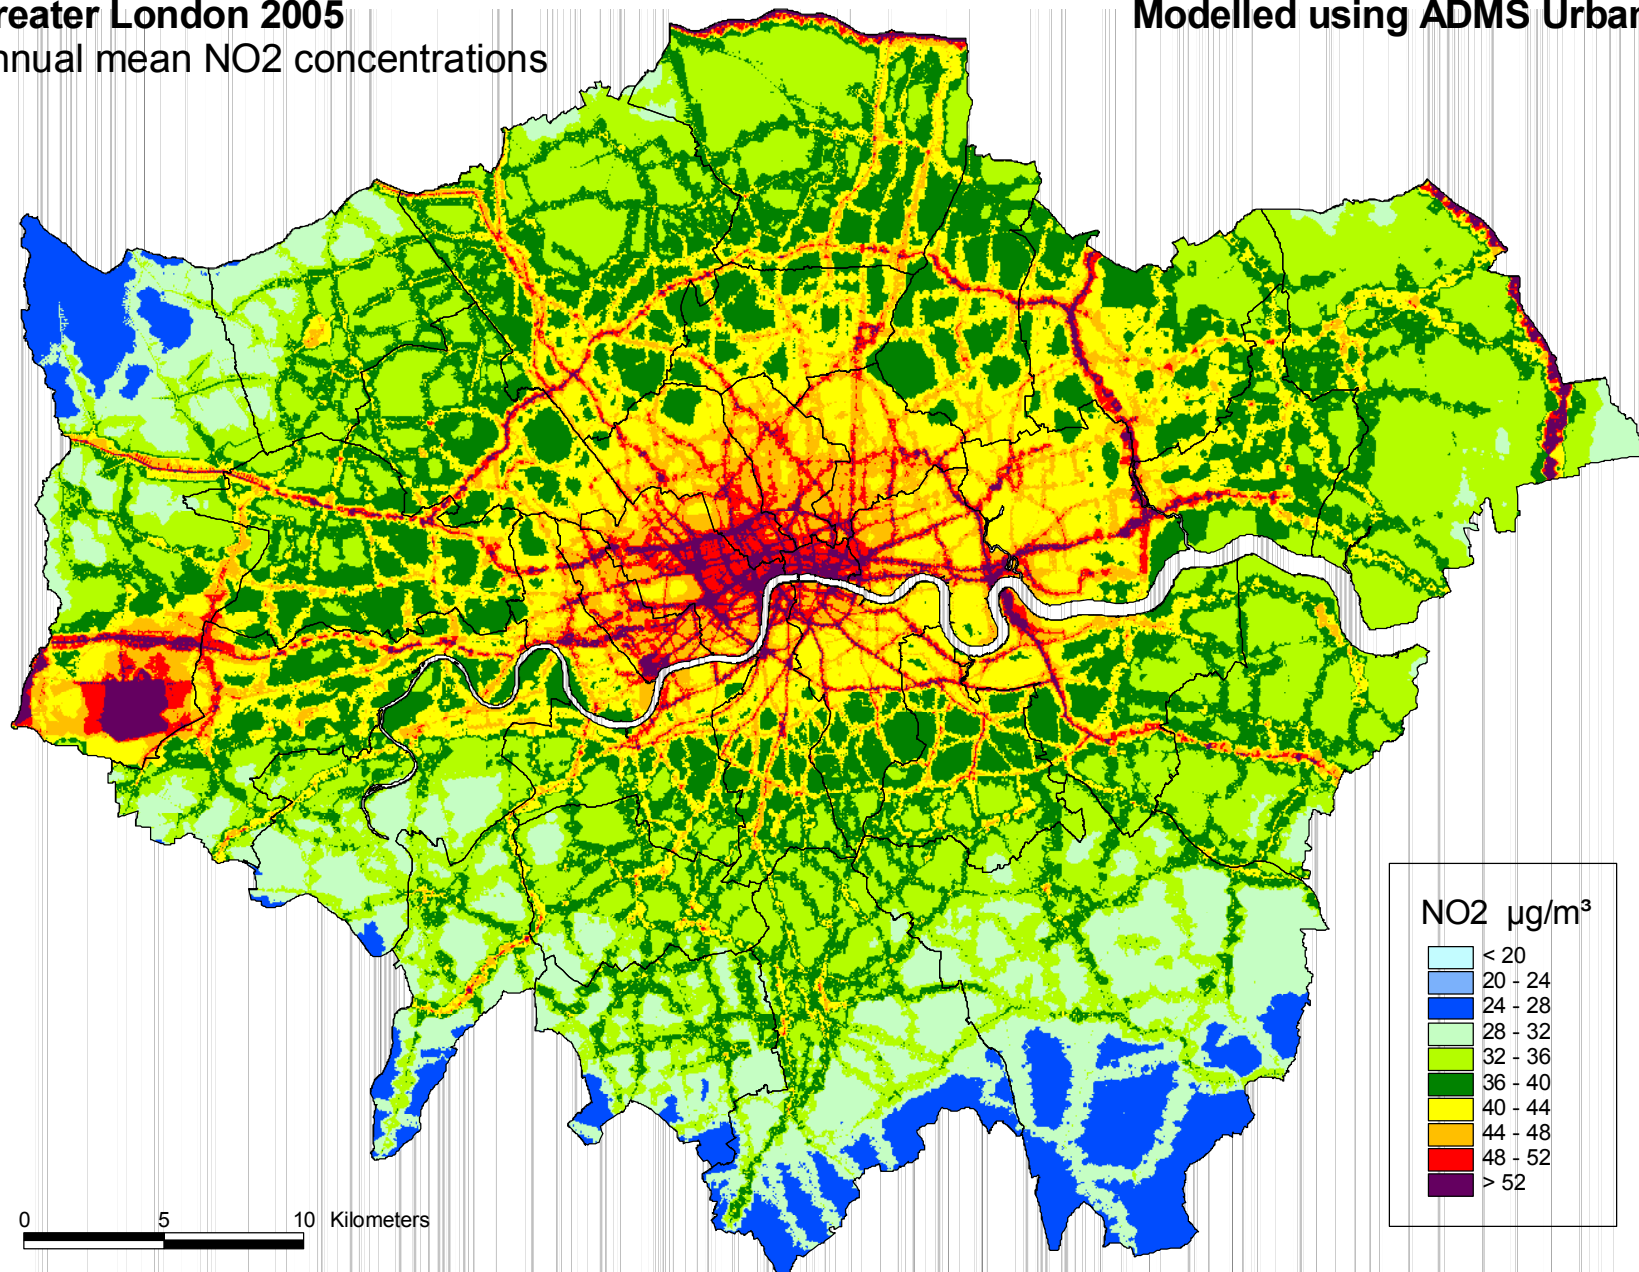 reater London 2005
nnual mean NO2 concentrations
Modelled using ADMS Urban
NO2 µg/m³
< 20
20 - 24
24 - 28
28 - 32
32 - 36
36 - 40
40 - 44
44 - 48
48 - 52
> 52
0 5 10 Kilometers